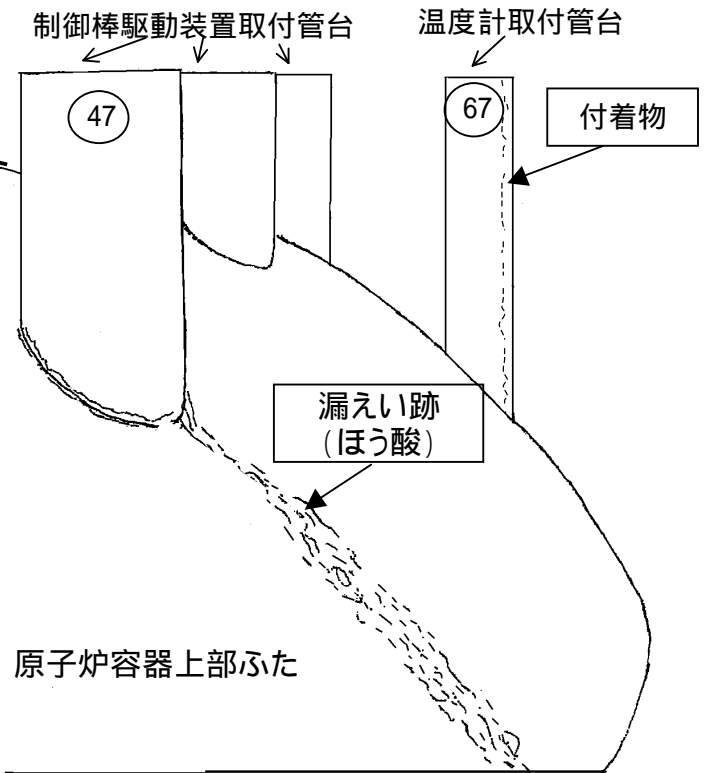 制御棒駆動装置取付管台
温度計取付管台
47
67
付着物
漏えい跡
(ほう酸)
原子炉容器上部ふた